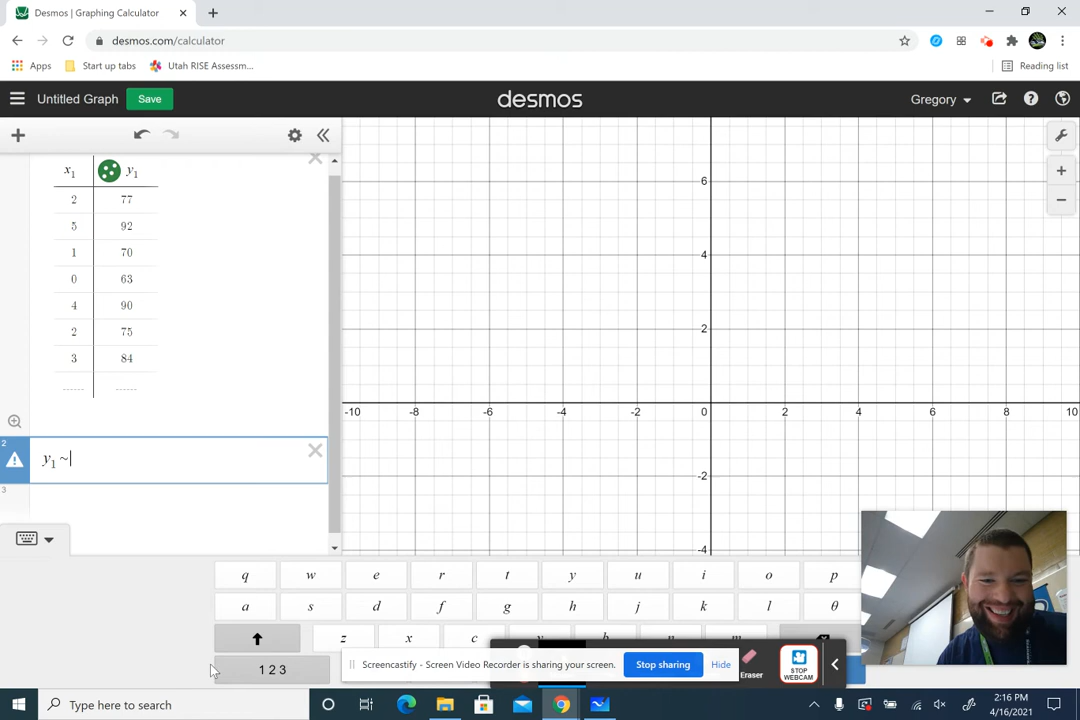 Desmos | Graphing Calculator
desmos.com/calculator
Apps Start up tabs Utah RISE Assessm... Reading list
Untitled Graph Save desmos Gregory
x1 y1
2 77
5 92
1 70
0 63
4 90
2 75
3 84
2
y1 ~
3
6
4
2
-10 -8 -6 -4 -2 0 2 4 6 8 10
-2
-4
q w e r t y u i o p
a s d f g h j k l θ
z x c v b n m
1 2 3
Screencastify - Screen Video Recorder is sharing your screen. Stop sharing Hide
Eraser
STOP
WEBCAM
Type here to search
2:16 PM
4/16/2021